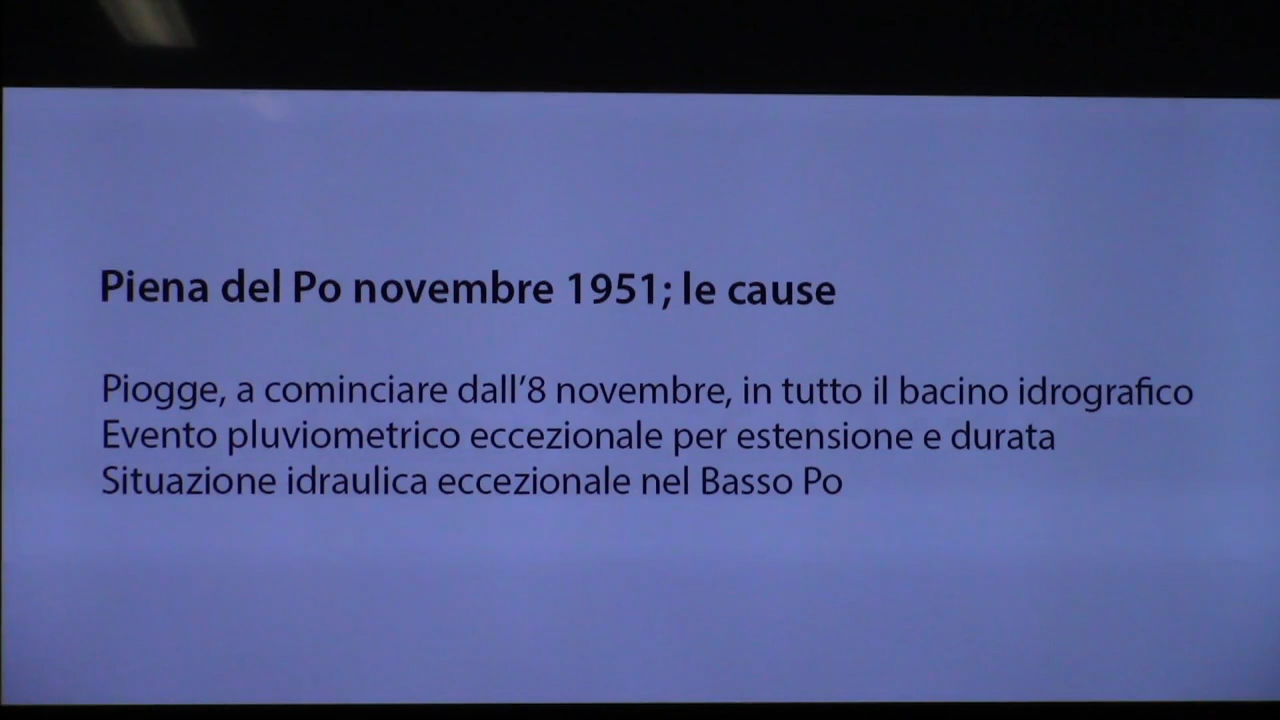 Piena del Po novembre 1951; le cause
Piogge, a cominciare dall'8 novembre, in tutto il bacino idrografico
Evento pluviometrico eccezionale per estensione e durata
Situazione idraulica eccezionale nel Basso Po